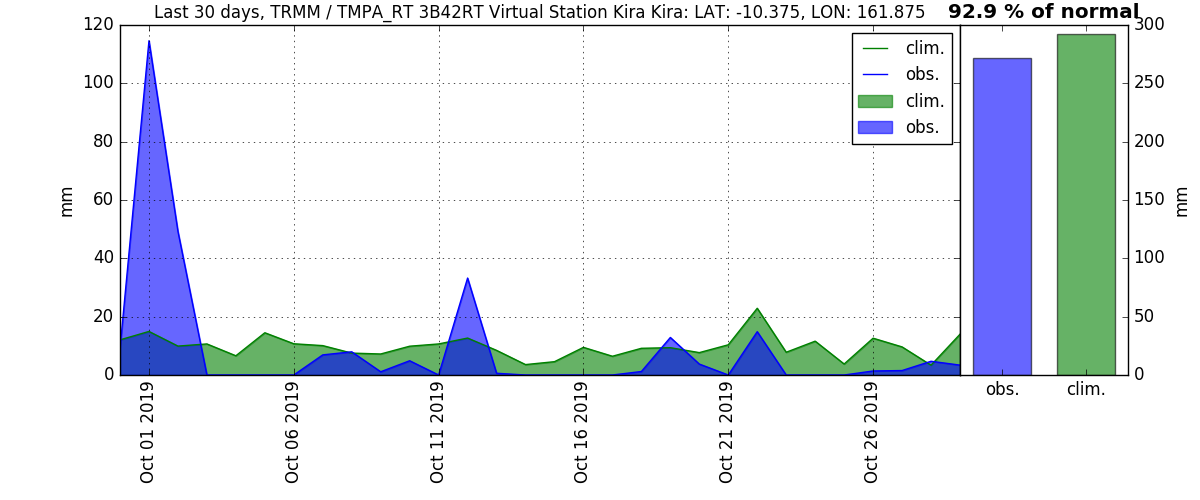 Last 30 days, TRMM / TMPA_RT 3B42RT Virtual Station Kira Kira: LAT: -10.375, LON: 161.875
92.9 % of normal
clim.
obs.
clim.
obs.
120
100
80
60
40
20
0
mm
Oct 01 2019
Oct 06 2019
Oct 11 2019
Oct 16 2019
Oct 21 2019
Oct 26 2019
300
250
200
150
100
50
0
mm
obs.
clim.